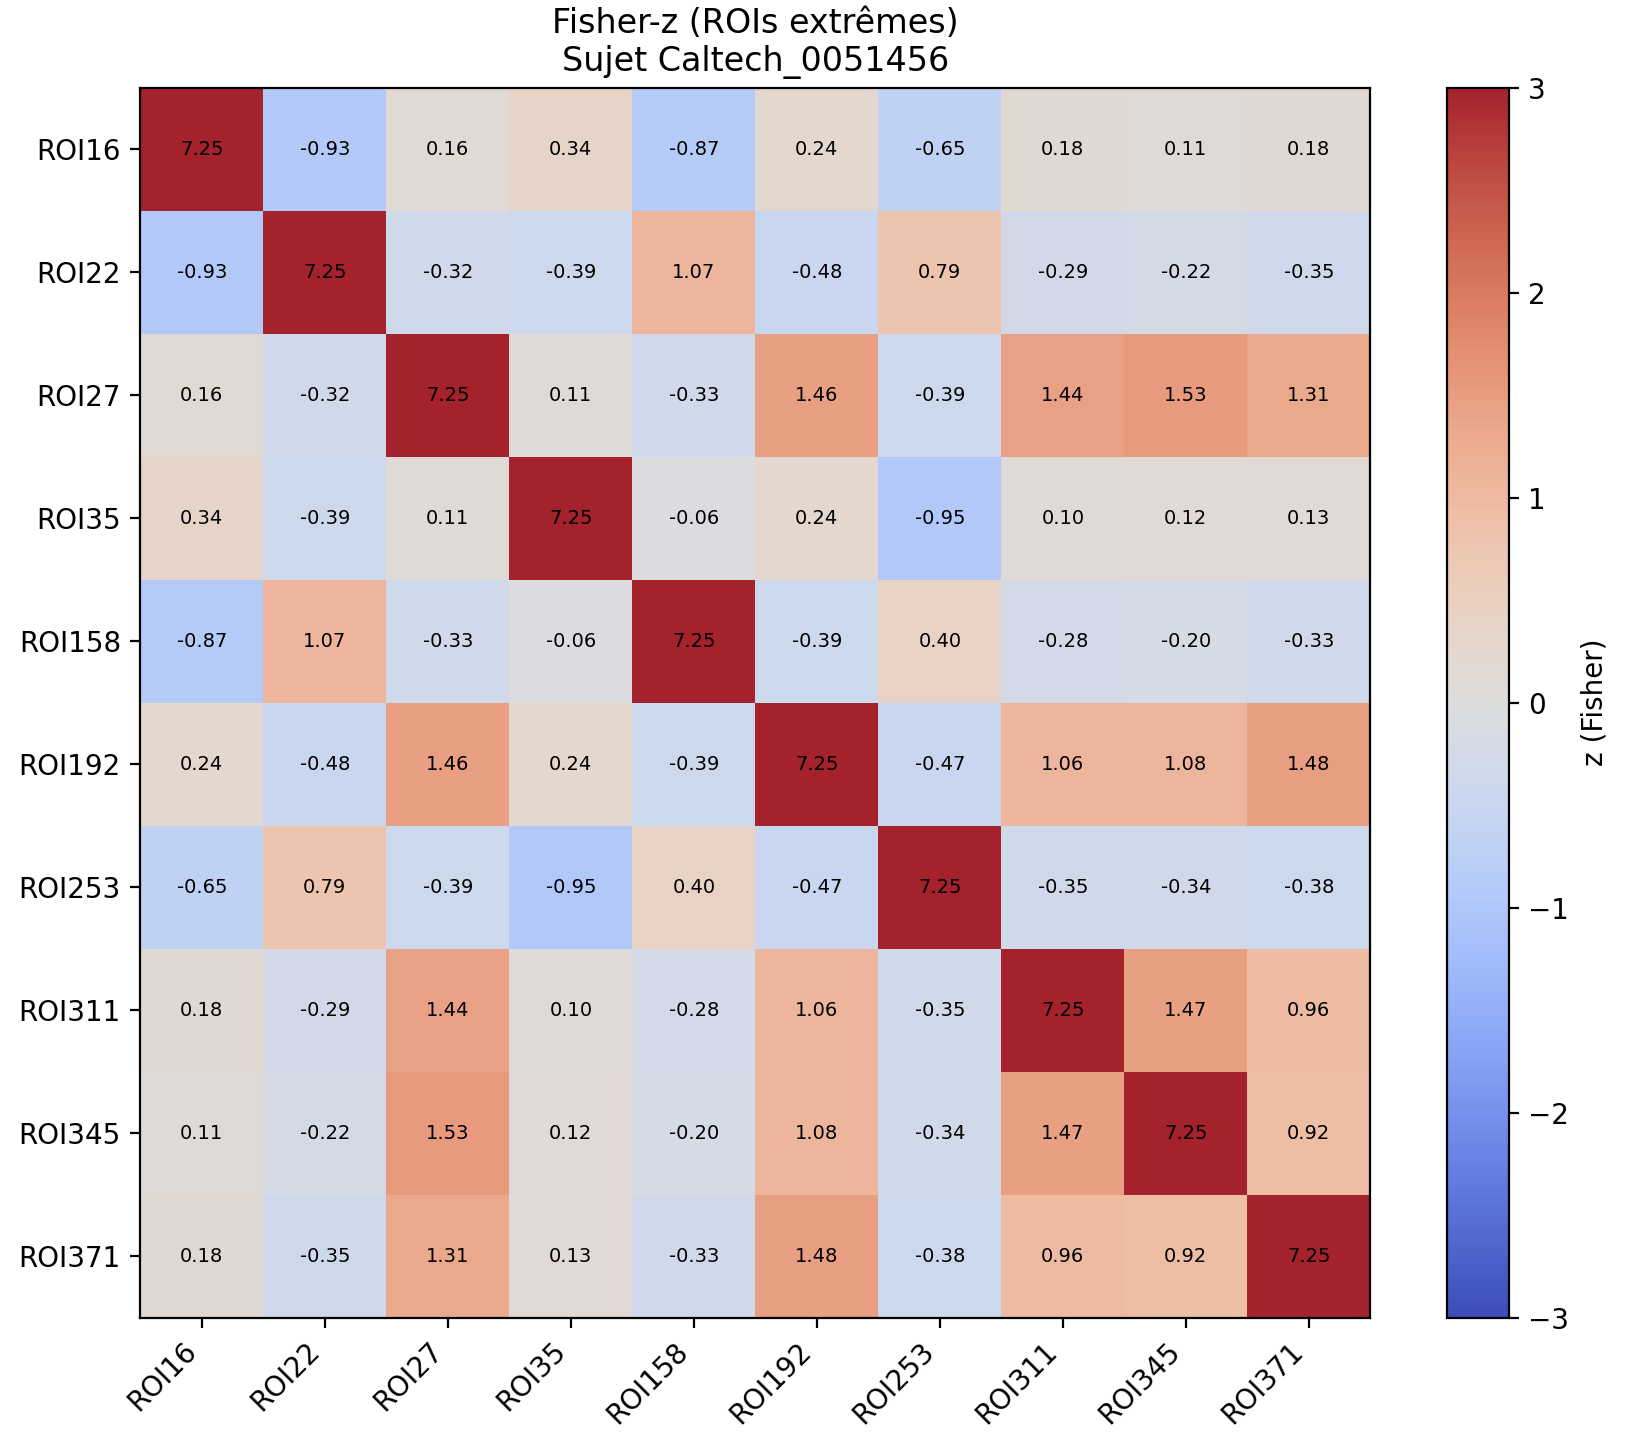 Fisher-z (ROIs extrêmes)
Sujet Caltech_0051456
ROI16 7.25 -0.93 0.16 0.34 -0.87 0.24 -0.65 0.18 0.11 0.18
ROI22 -0.93 7.25 -0.32 -0.39 1.07 -0.48 0.79 -0.29 -0.22 -0.35
ROI27 0.16 -0.32 7.25 0.11 -0.33 1.46 -0.39 1.44 1.53 1.31
ROI35 0.34 -0.39 0.11 7.25 -0.06 0.24 -0.95 0.10 0.12 0.13
ROI158 -0.87 1.07 -0.33 -0.06 7.25 -0.39 0.40 -0.28 -0.20 -0.33
ROI192 0.24 -0.48 1.46 0.24 -0.39 7.25 -0.47 1.06 1.08 1.48
ROI253 -0.65 0.79 -0.39 -0.95 0.40 -0.47 7.25 -0.35 -0.34 -0.38
ROI311 0.18 -0.29 1.44 0.10 -0.28 1.06 -0.35 7.25 1.47 0.96
ROI345 0.11 -0.22 1.53 0.12 -0.20 1.08 -0.34 1.47 7.25 0.92
ROI371 0.18 -0.35 1.31 0.13 -0.33 1.48 -0.38 0.96 0.92 7.25
ROI16 ROI22 ROI27 ROI35 ROI158 ROI192 ROI253 ROI311 ROI345 ROI371
3
2
1
0
−1
−2
−3
z (Fisher)